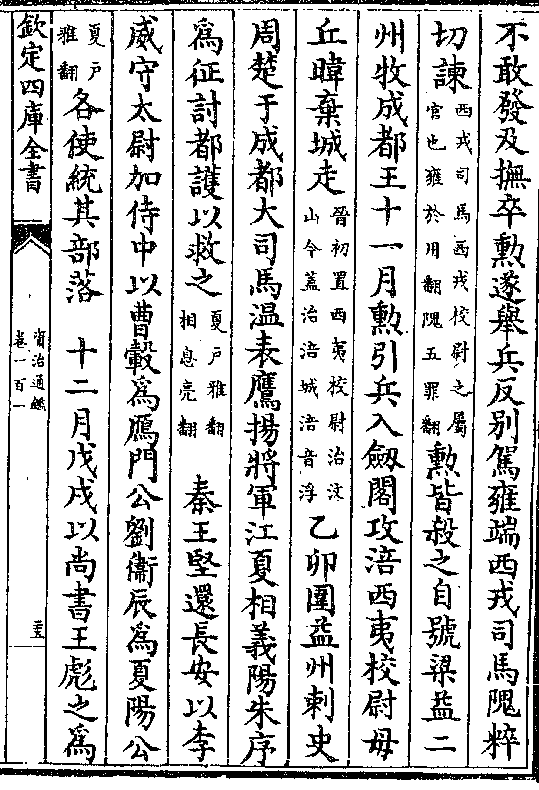 不敢發及撫卒勲遂舉兵反别駕雍端西戎司馬隗粹
切諫西戎司馬西戎校尉之屬官也雍於用翻隗五罪翻勲皆殺之自號梁益二
州牧成都王十一月勲引兵入劔閣攻涪西夷校尉毋
丘暐棄城走晉初置西夷校尉治汶山今蓋治涪城涪音浮乙卯圍益州刺史
周楚于成都大司馬温表鷹揚將軍江夏相義陽朱序
為征討都護以救之夏戸雅翻相息亮翻 秦王堅還長安以李
威守太尉加侍中以曹轂為鴈門公劉衞辰為夏陽公
夏戸雅翻各使統其部落 十二月戊戌以尚書王彪之為
欽定四庫全書
資治通鑑
卷一百一